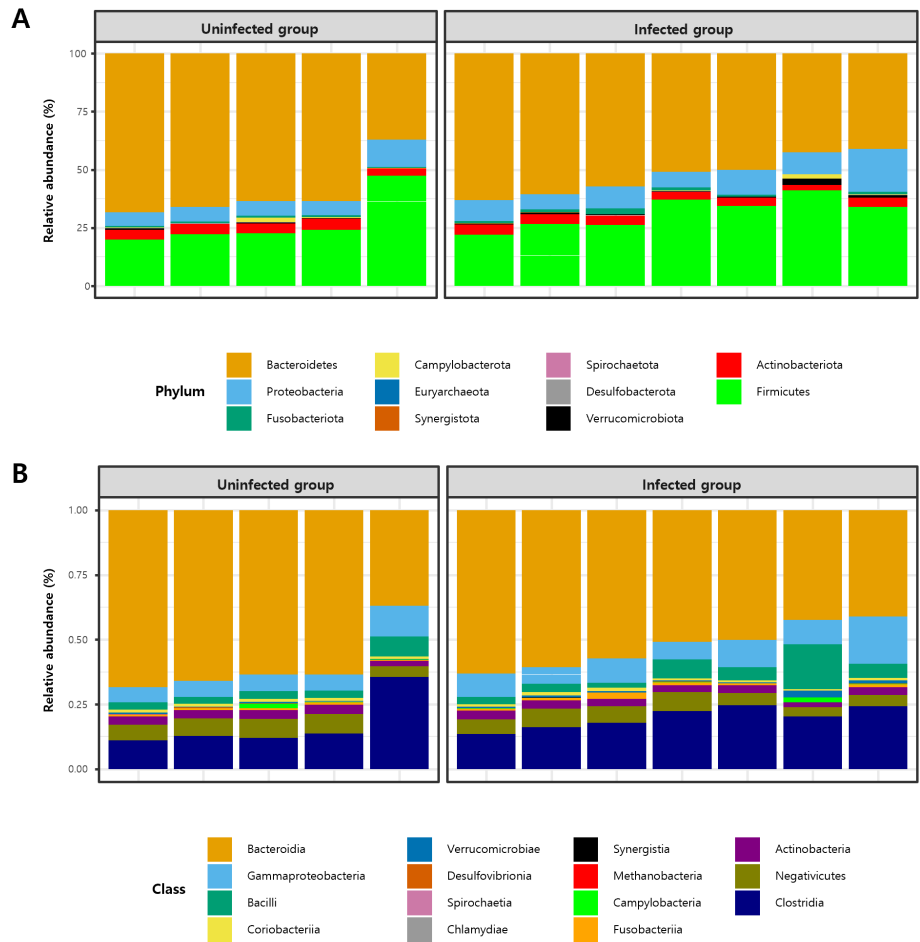 A
Uninfected group
Infected group
100
75
50
25
0
Relative abundance (%)
Phylum
Bacteroidetes
Campylobacterota
Spirochaetota
Actinobacteriota
Proteobacteria
Euryarchaeota
Desulfobacterota
Firmicutes
Fusobacteriota
Synergistota
Verrucomicrobiota
B
Uninfected group
Infected group
1.00
0.75
0.50
0.25
0.00
Relative abundance (%)
Class
Bacteroidia
Verrucomicrobiae
Synergistia
Actinobacteria
Gammaproteobacteria
Desulfovibrionia
Methanobacteria
Negativicutes
Bacilli
Spirochaetia
Campylobacteria
Clostridia
Coriobacteriia
Chlamydiae
Fusobacteriia